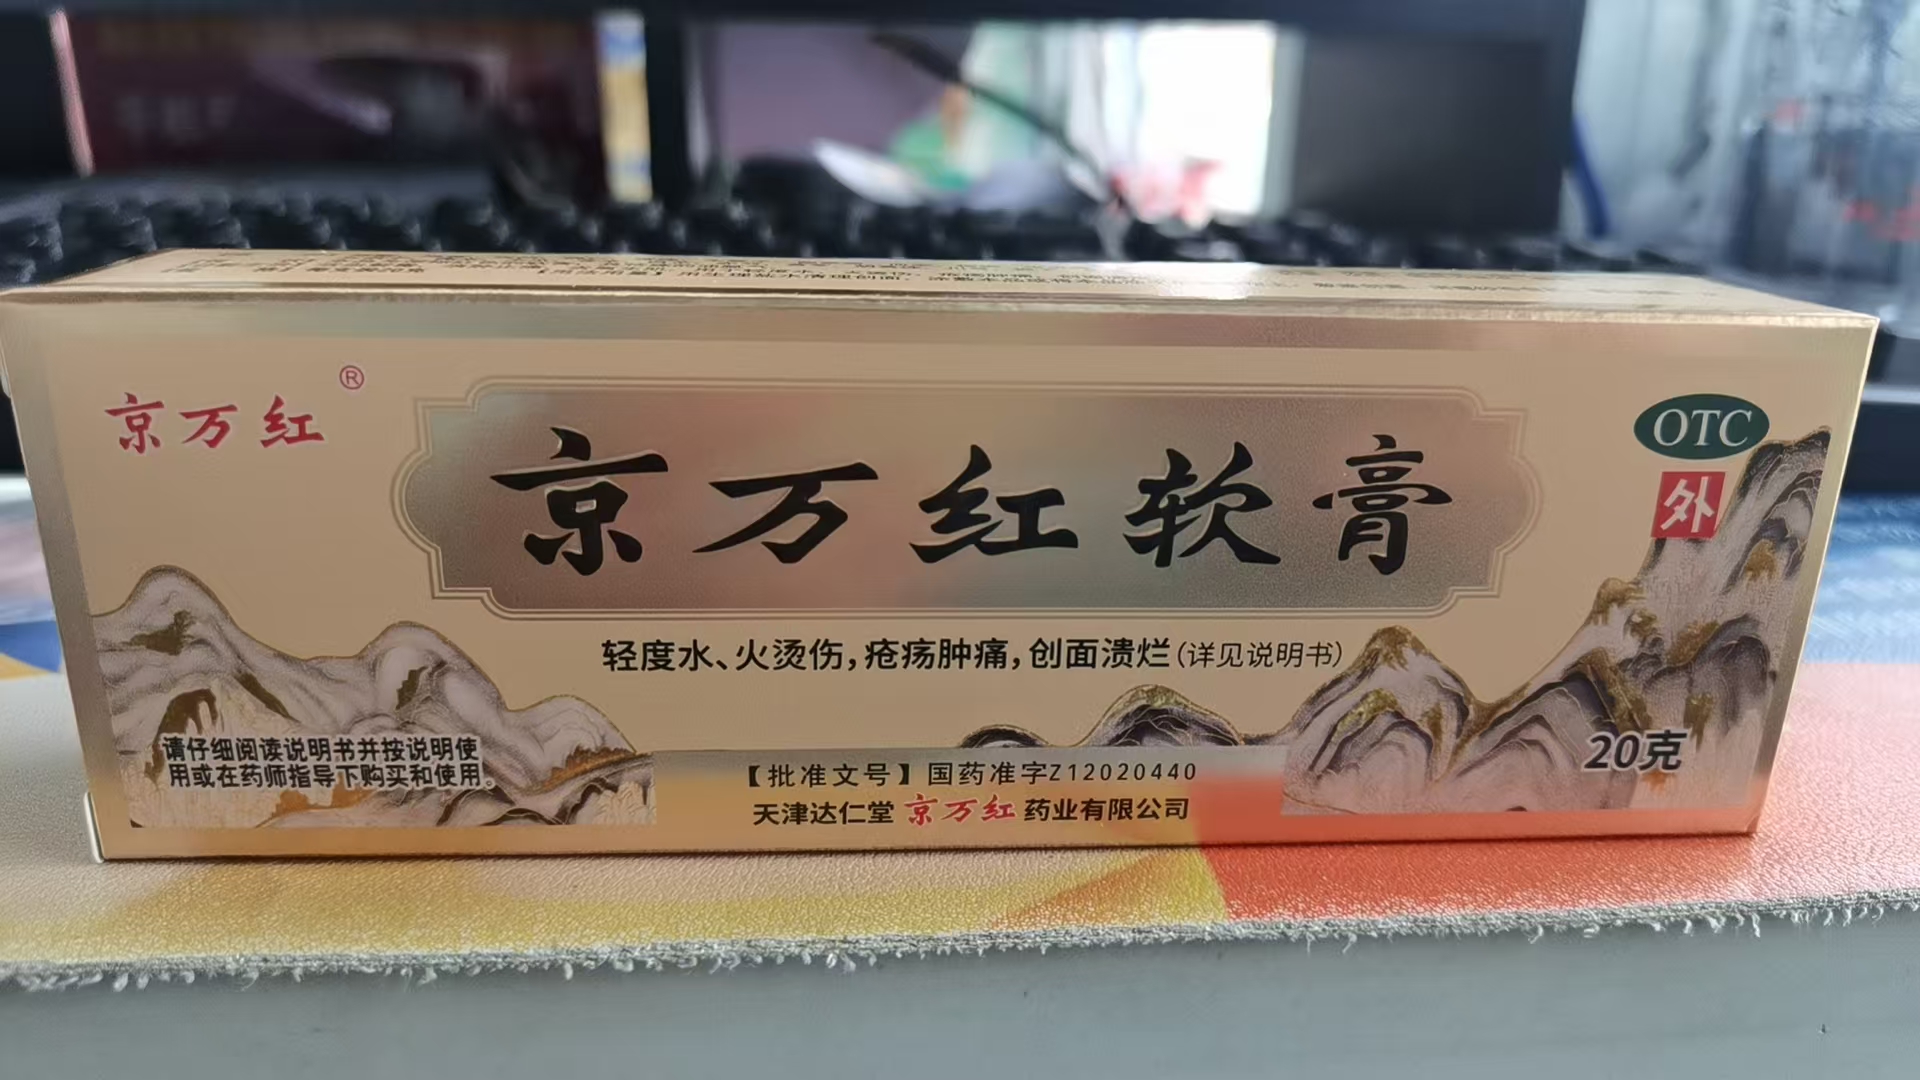 京万红®
京万红软膏
OTC
外
轻度水、火烫伤,疮疡肿痛,创面溃烂(详见说明书)
请仔细阅读说明书并按说明使
用或在药师指导下购买和使用。
【批准文号】国药准字Z12020440
天津达仁堂京万红药业有限公司
20克